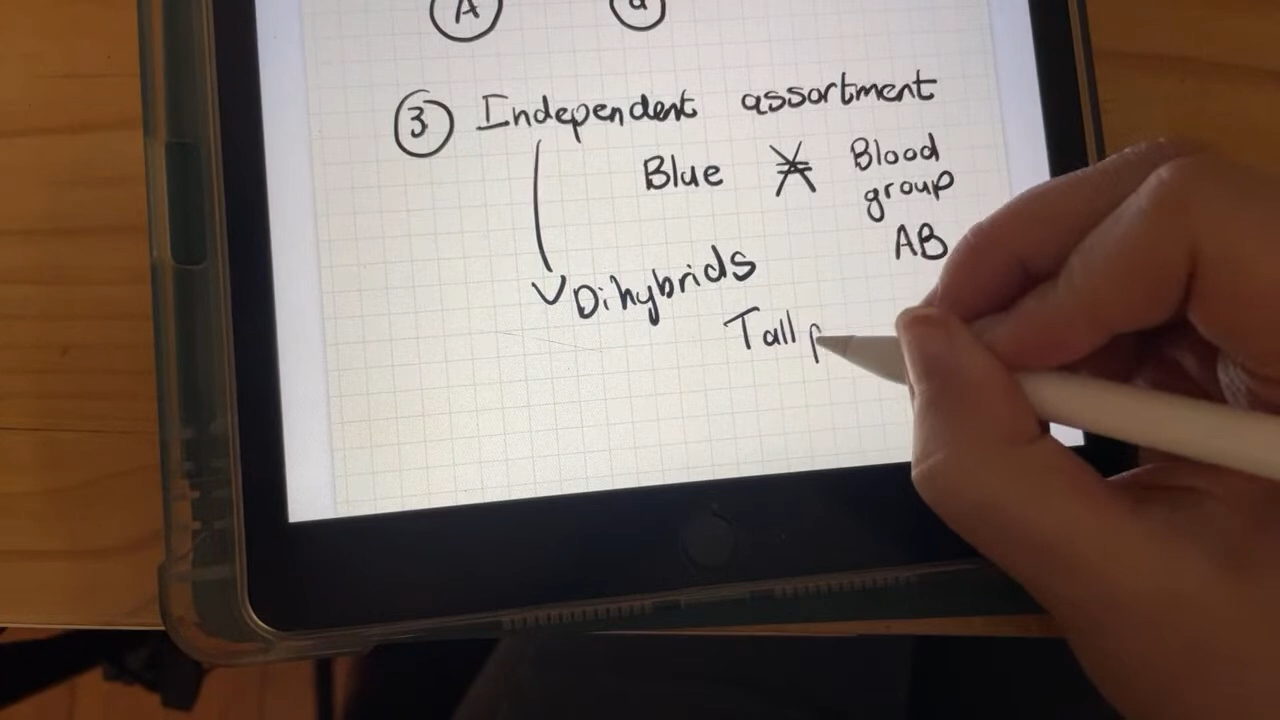 A a
③ Independent assortment
Blue Blood
group
AB
Dihybrids
Tall p